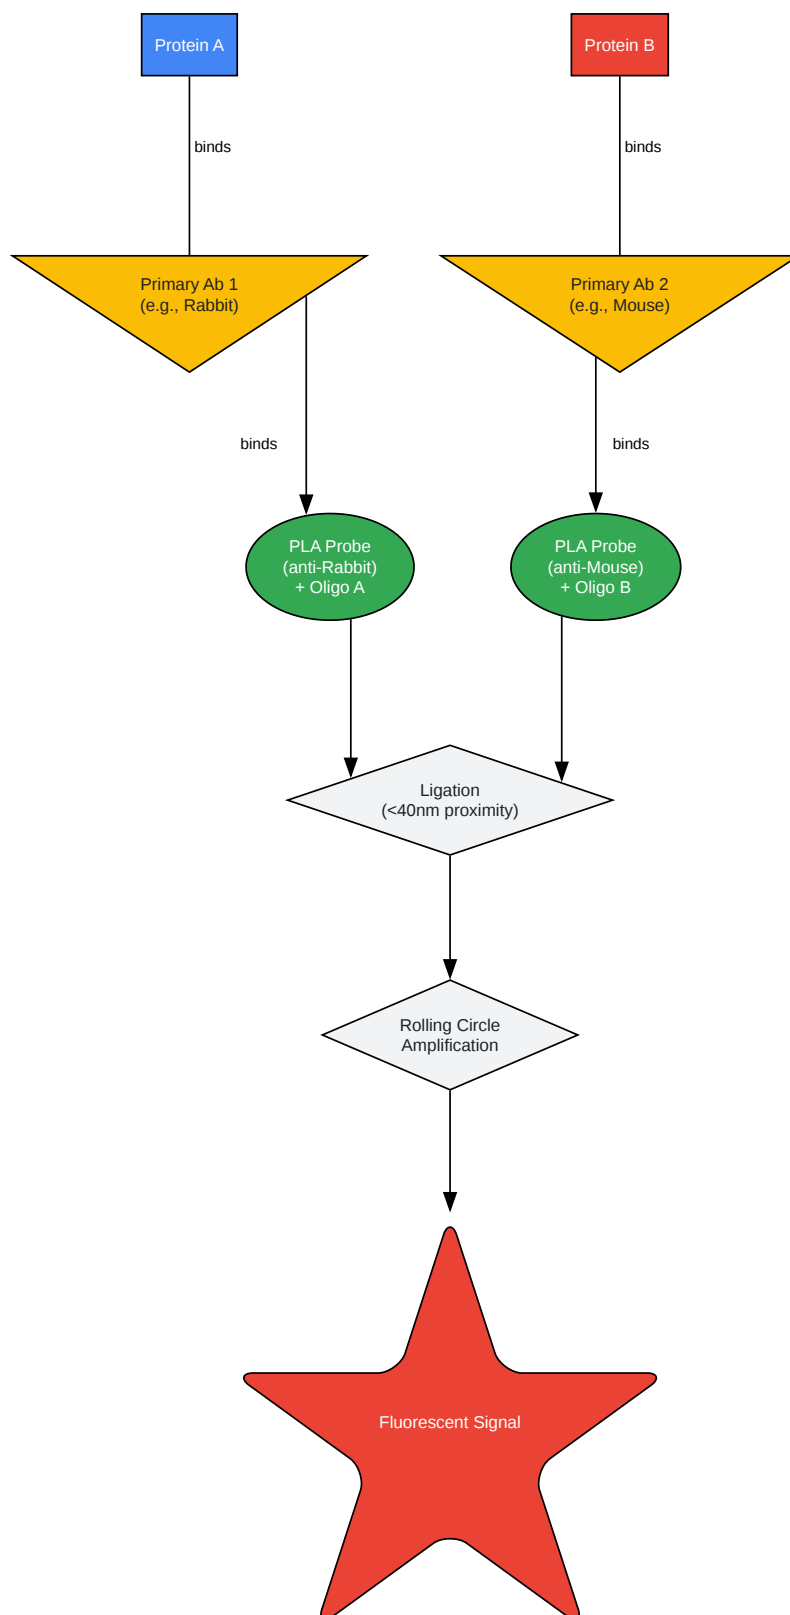 Protein A
Protein B
binds
binds
Primary Ab 1
(e.g., Rabbit)
Primary Ab 2
(e.g., Mouse)
binds
binds
PLA Probe
(anti-Rabbit)
+ Oligo A
PLA Probe
(anti-Mouse)
+ Oligo B
Ligation
(<40nm proximity)
Rolling Circle
Amplification
Fluorescent Signal